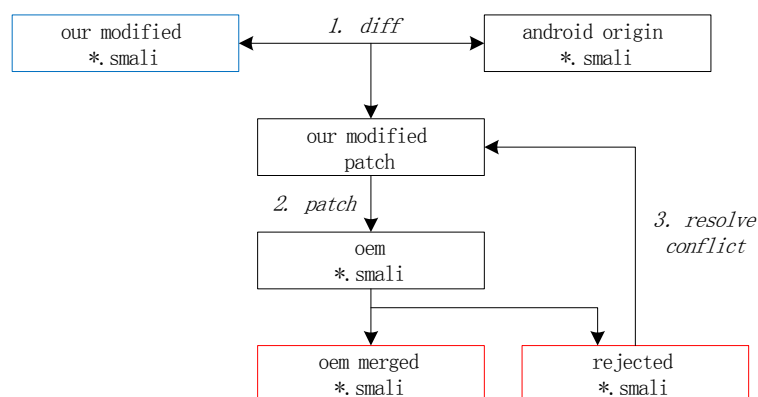 our modified
*.smali
1. diff
android origin
*.smali
our modified
patch
2. patch
3. resolve
conflict
oem
*.smali
oem merged
*.smali
rejected
*.smali